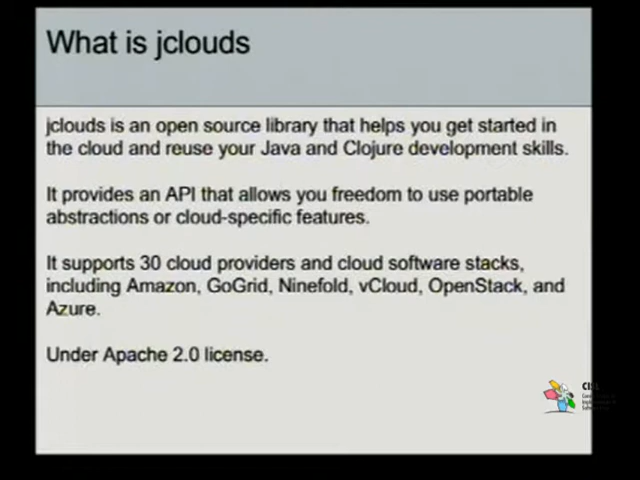 What is jclouds
jclouds is an open source library that helps you get started in
the cloud and reuse your Java and Clojure development skills.
It provides an API that allows you freedom to use portable
abstractions or cloud-specific features.
It supports 30 cloud providers and cloud software stacks,
including Amazon, GoGrid, Ninefold, vCloud, OpenStack, and
Azure.
Under Apache 2.0 license.